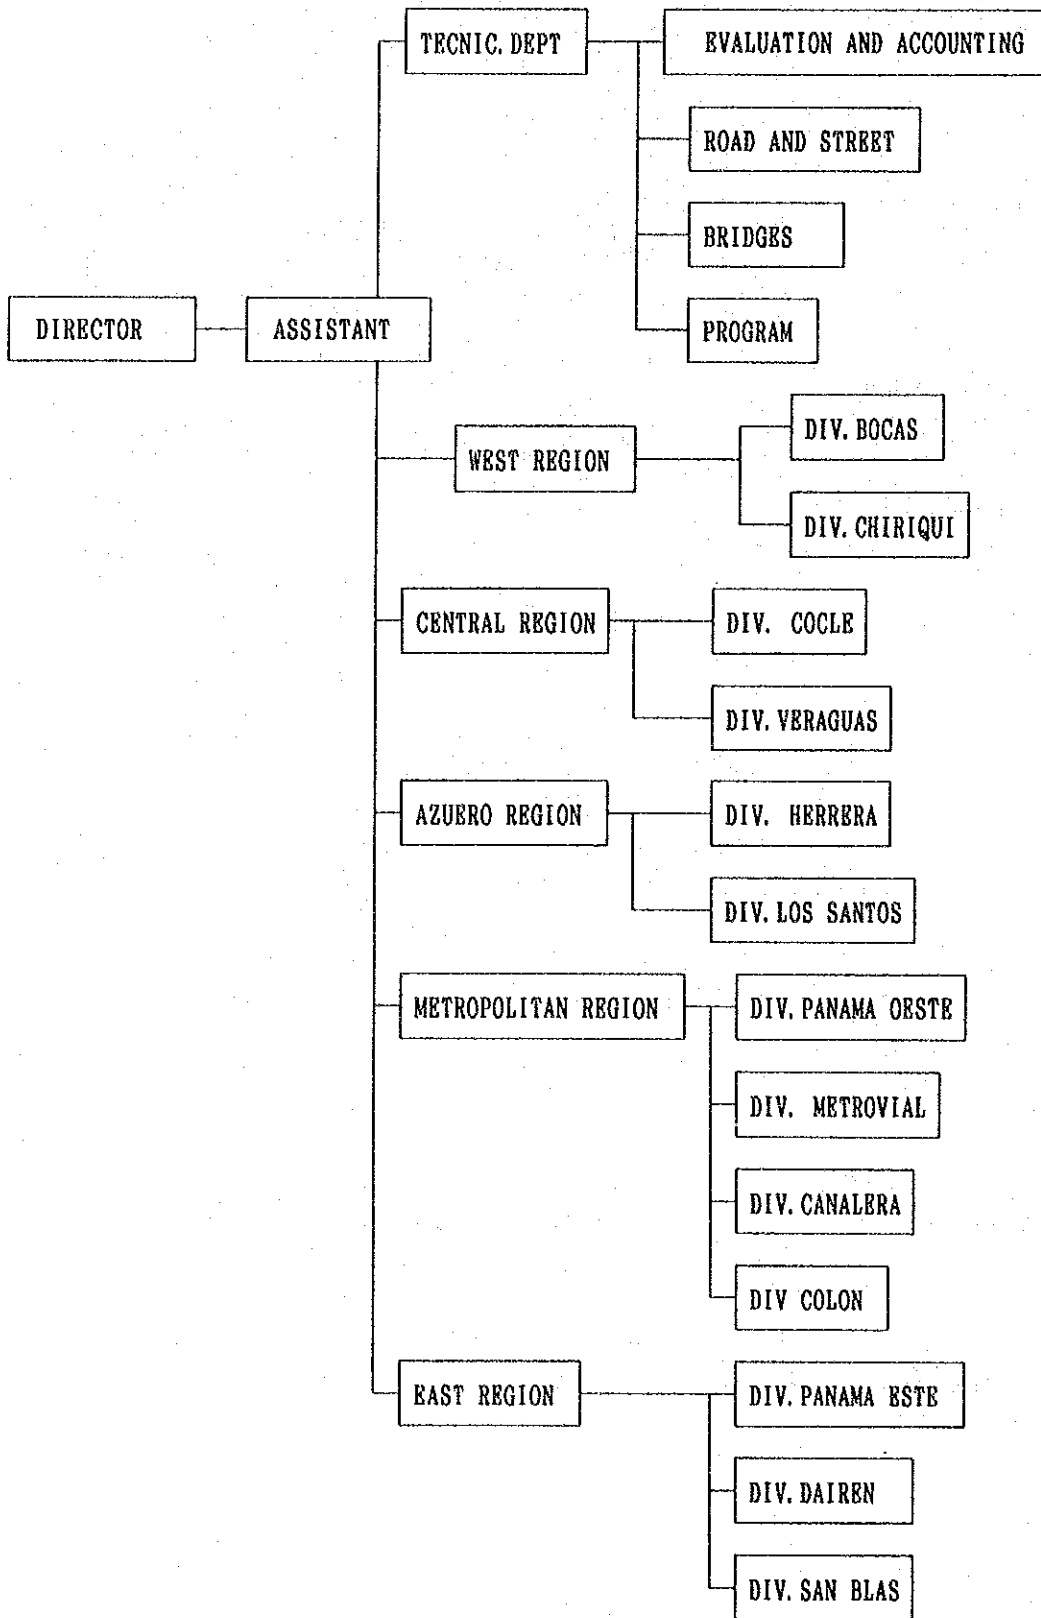 TECNIC. DEPT
EVALUATION AND ACCOUNTING
ROAD AND STREET
BRIDGES
PROGRAM
DIRECTOR
ASSISTANT
WEST REGION
DIV. BOCAS
DIV. CHIRIQUI
CENTRAL REGION
DIV. COCLE
DIV. VERAGUAS
AZUERO REGION
DIV. HERRERA
DIV. LOS SANTOS
METROPOLITAN REGION
DIV. PANAMA OESTE
DIV. METROVIAL
DIV. CANALERA
DIV COLON
EAST REGION
DIV. PANAMA ESTE
DIV. DAIREN
DIV. SAN BLAS